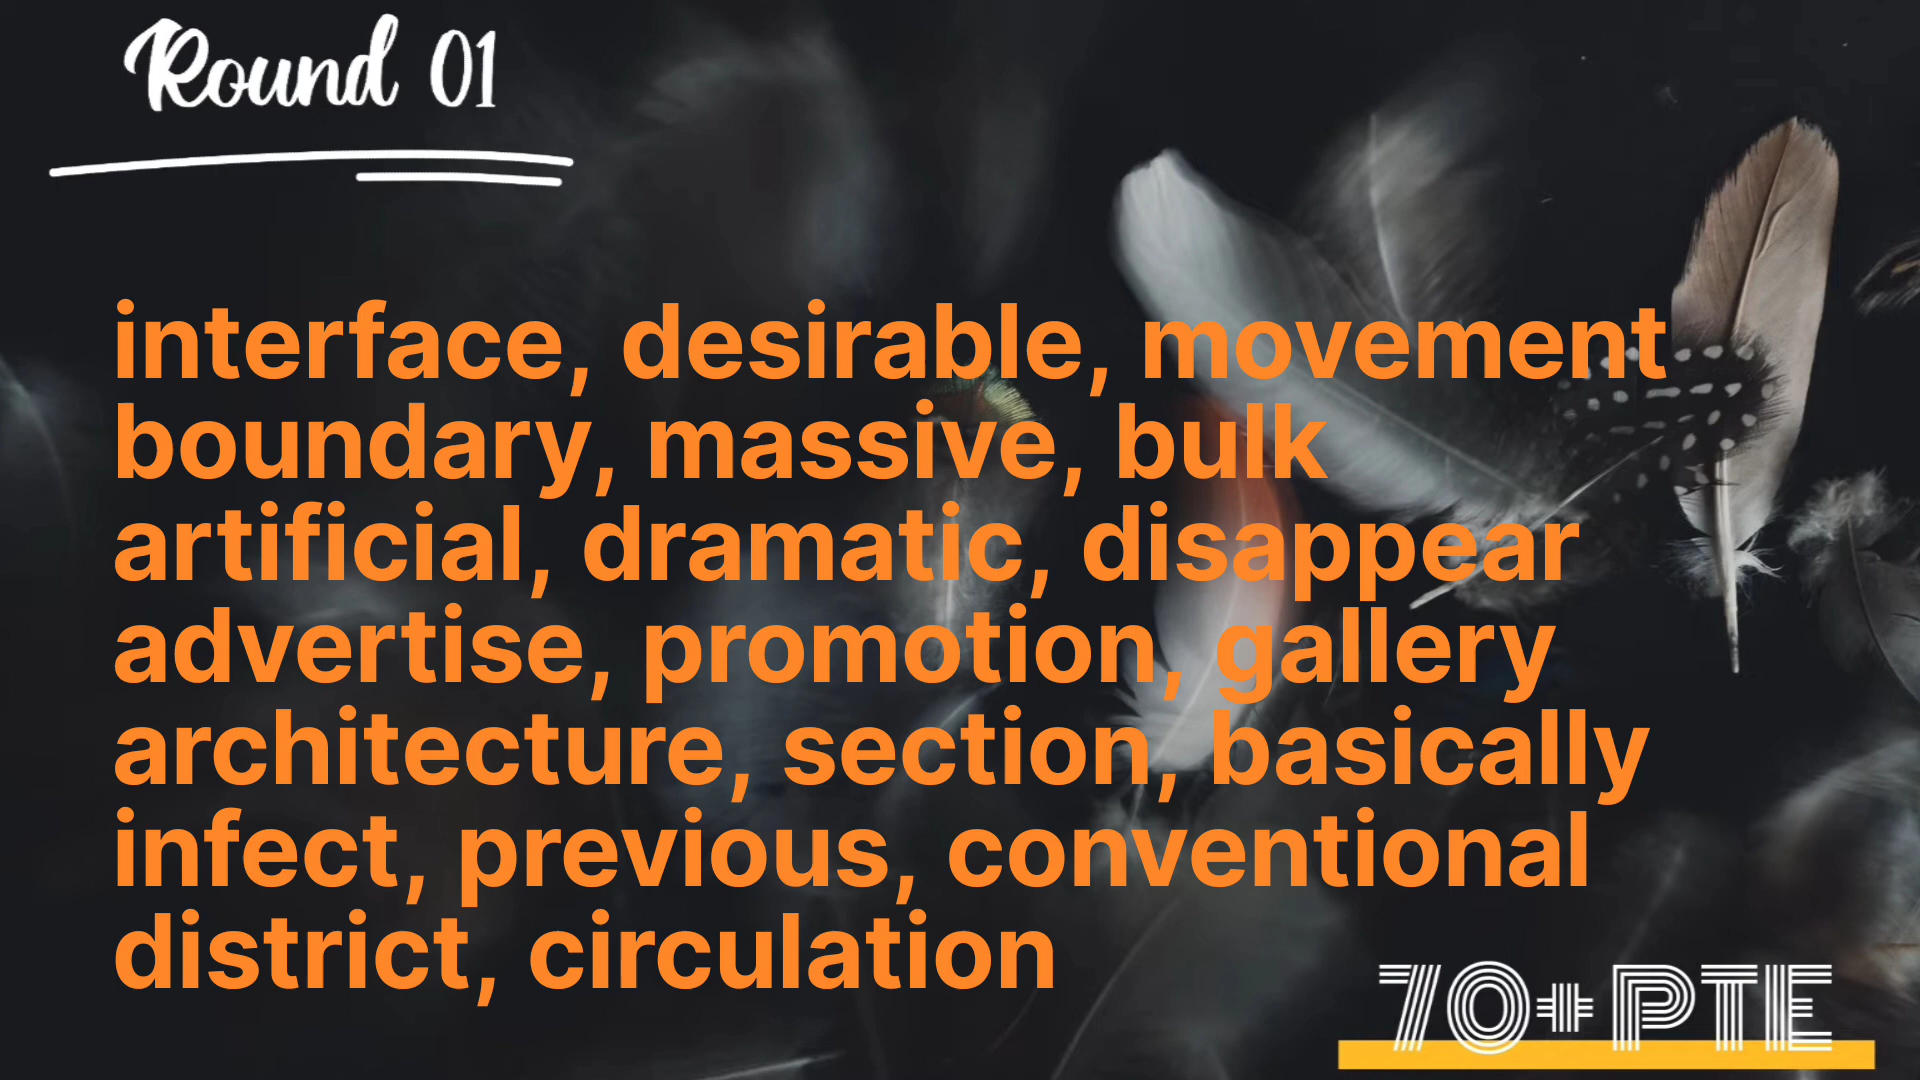 Round 01
interface, desirable, movement
boundary, massive, bulk
artificial, dramatic, disappear
advertise, promotion, gallery
architecture, section, basically
infect, previous, conventional
district, circulation
70+ PTE